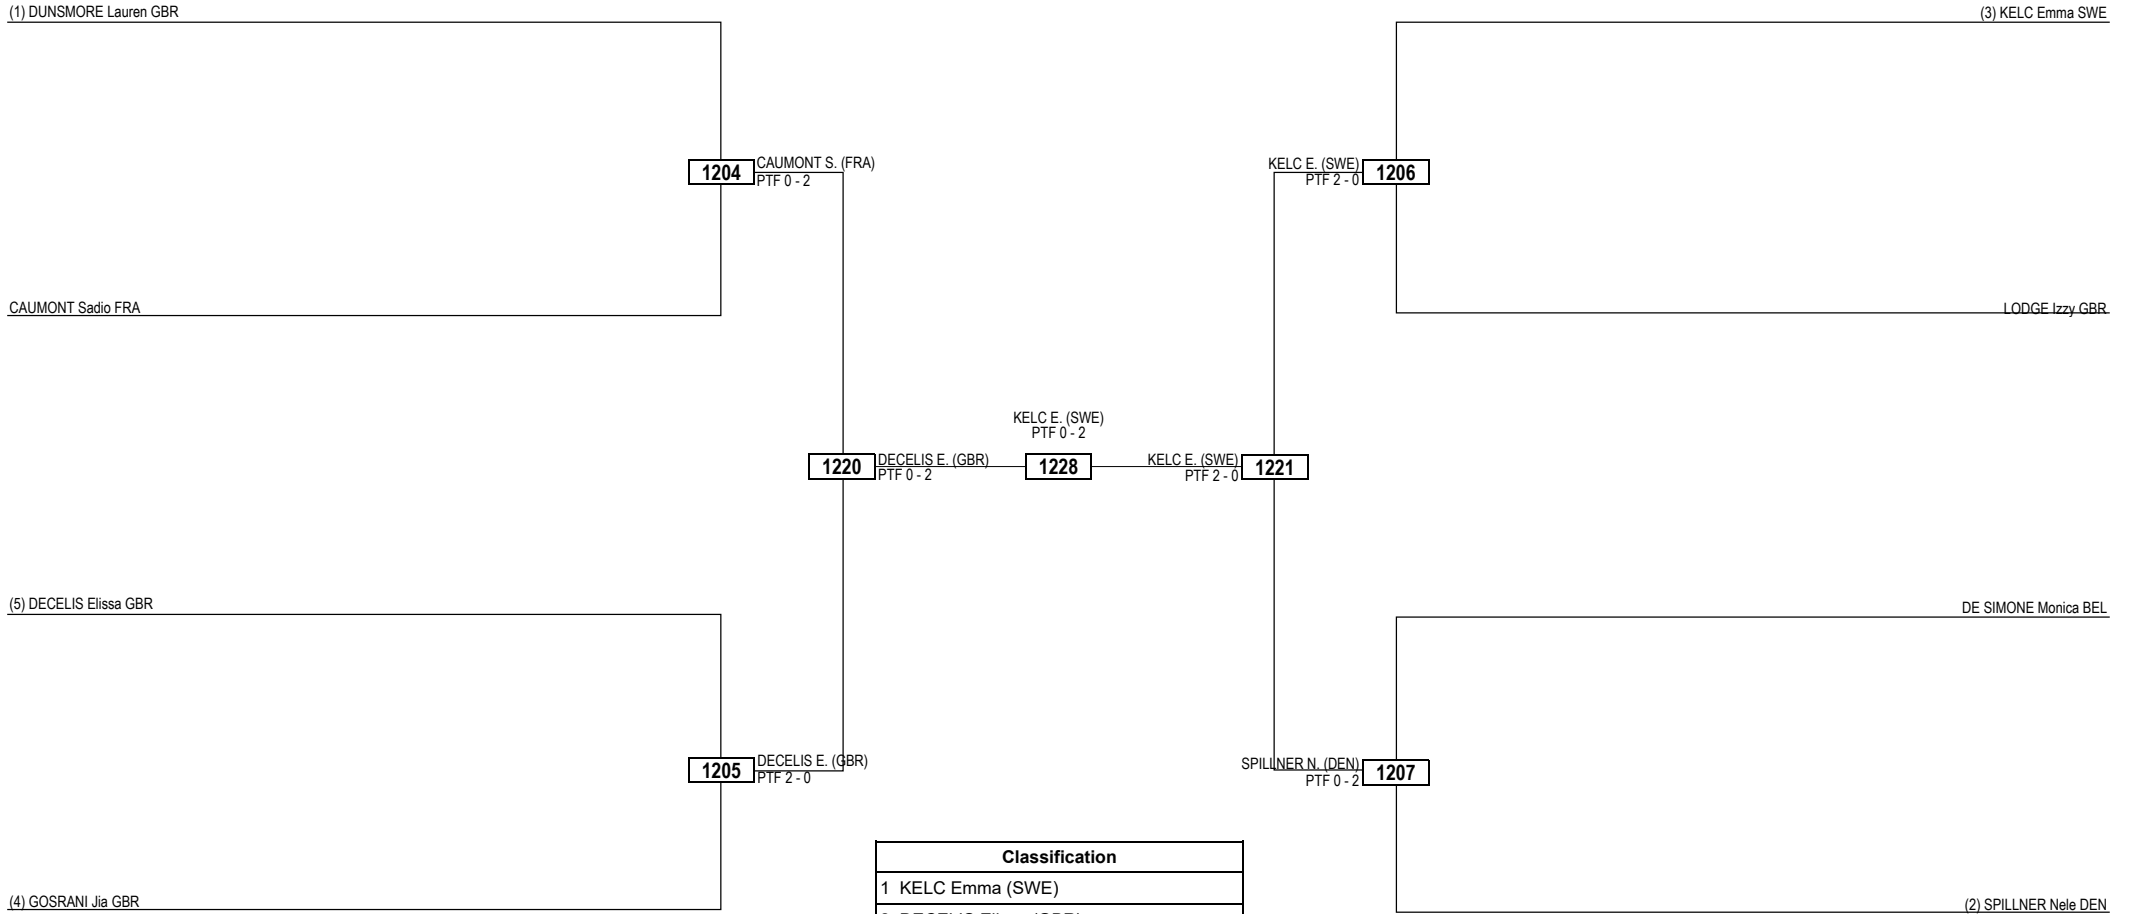 (1) DUNSMORE Lauren GBR
(3) KELC Emma SWE
1204
CAUMONT S. (FRA)
PTF 0 - 2
KELC E. (SWE)
PTF 2 - 0
1206
CAUMONT Sadio FRA
LODGE Izzy GBR
KELC E. (SWE)
PTF 0 - 2
1220
DECELIS E. (GBR)
PTF 0 - 2
1228
KELC E. (SWE)
PTF 2 - 0
1221
(5) DECELIS Elissa GBR
DE SIMONE Monica BEL
1205
DECELIS E. (GBR)
PTF 2 - 0
SPILLNER N. (DEN)
PTF 0 - 2
1207
Classification
1 KELC Emma (SWE)
(4) GOSRANI Jia GBR
(2) SPILLNER Nele DEN